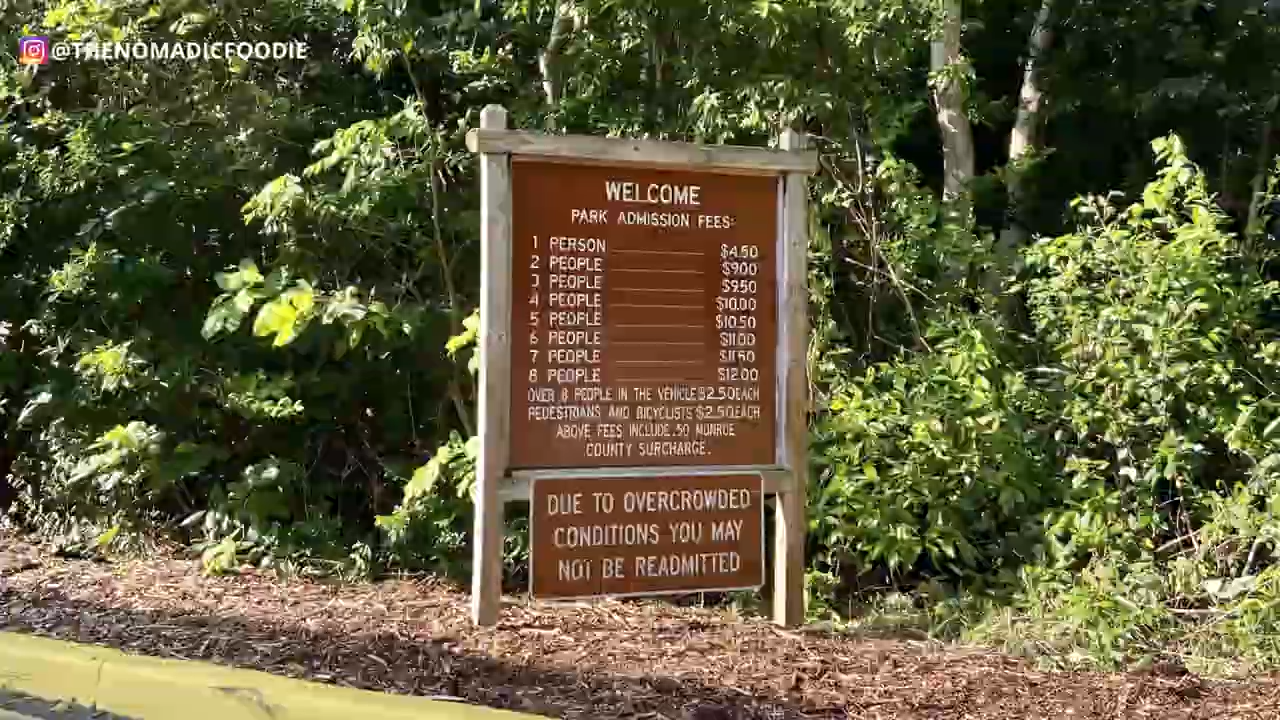 @THENOMADICFOODIE
WELCOME
PARK ADMISSION FEES:
1 PERSON $4.50
2 PEOPLE $9.00
3 PEOPLE $9.50
4 PEOPLE $10.00
5 PEOPLE $10.50
6 PEOPLE $11.00
7 PEOPLE $11.50
8 PEOPLE $12.00
OVER 8 PEOPLE IN THE VEHICLE $2.50 EACH
PEDESTRIANS AND BICYCLISTS $2.50 EACH
ABOVE FEES INCLUDE .50 MONROE
COUNTY SURCHARGE.
DUE TO OVERCROWDED
CONDITIONS YOU MAY
NOT BE READMITTED